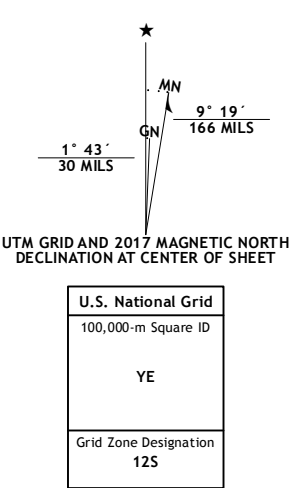 ★
MN
9° 19´
166 MILS
GN
1° 43´
30 MILS
UTM GRID AND 2017 MAGNETIC NORTH
DECLINATION AT CENTER OF SHEET
U.S. National Grid
100,000-m Square ID
YE
Grid Zone Designation
12S